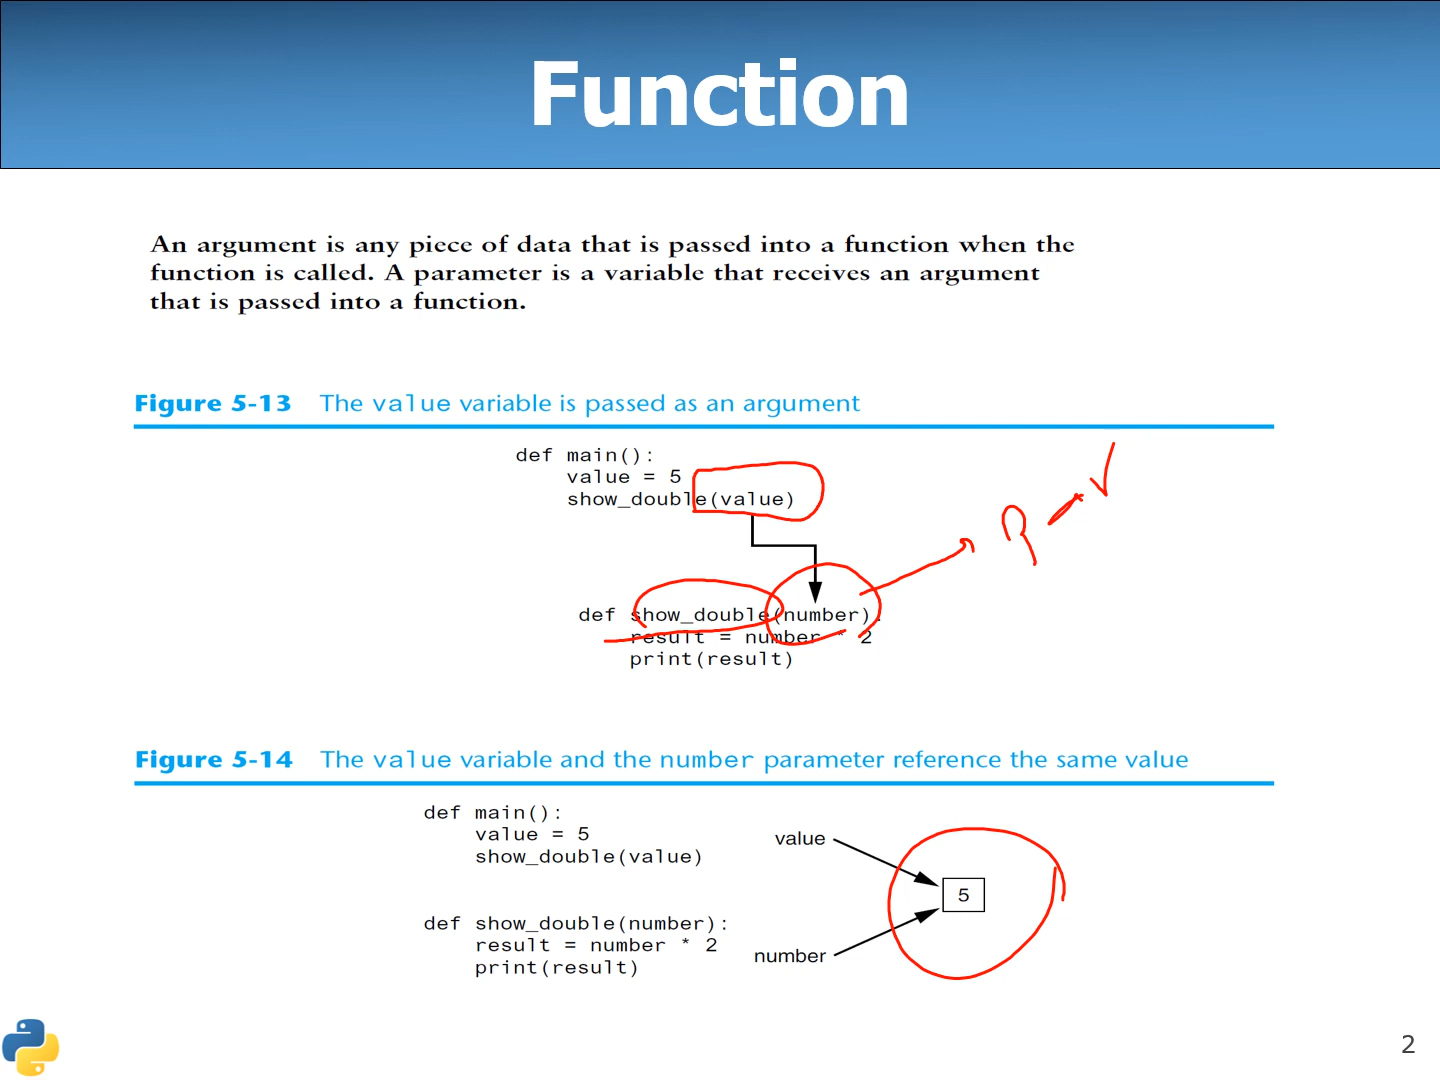 Function
An argument is any piece of data that is passed into a function when the
function is called. A parameter is a variable that receives an argument
that is passed into a function.
Figure 5-13 The value variable is passed as an argument
def main():
value = 5
show_double(value)
def show_double(number):
result = number * 2
print(result)
Figure 5-14 The value variable and the number parameter reference the same value
def main():
value = 5
show_double(value)
def show_double(number):
result = number * 2
print(result)
value
5
number
2